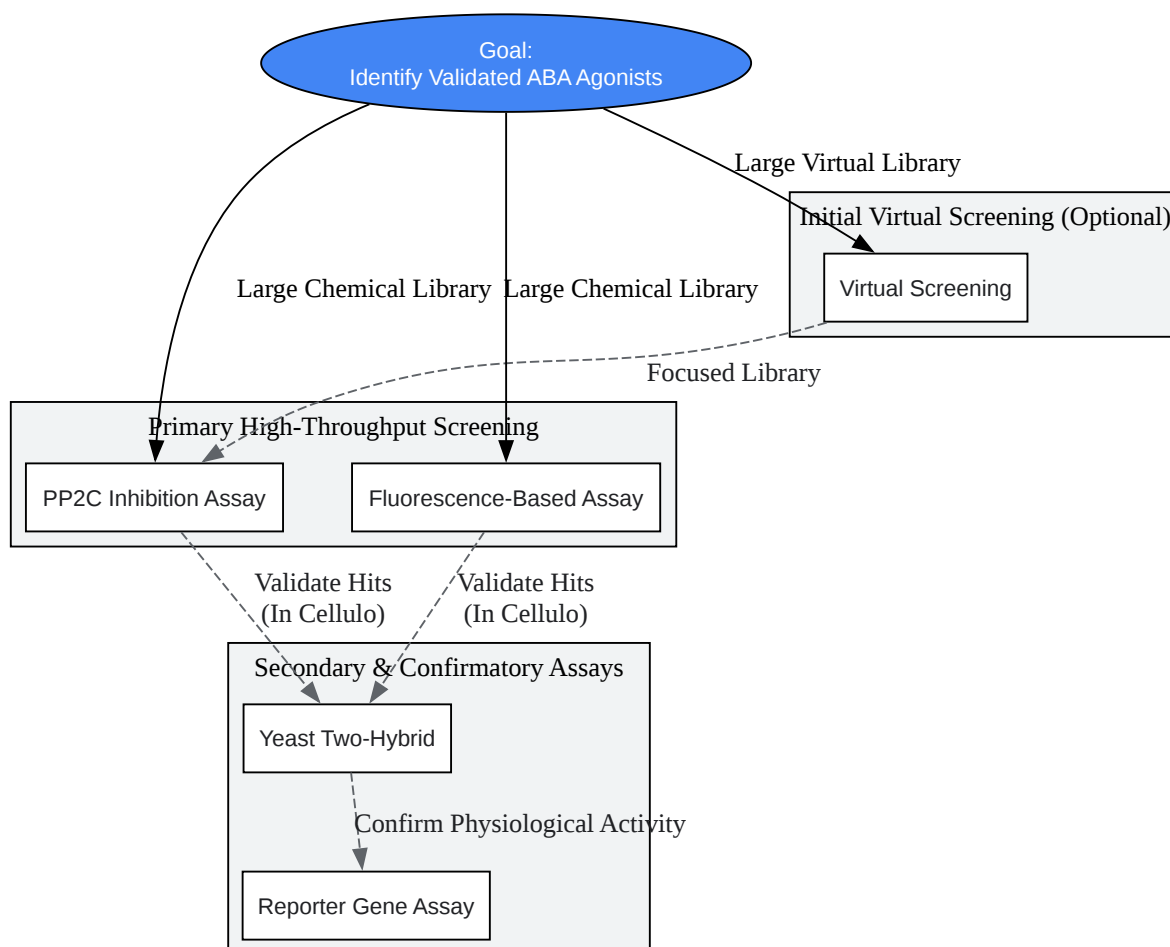 Goal:
Identify Validated ABA Agonists
Large Virtual Library
Initial Virtual Screening (Optional)
Virtual Screening
Large Chemical Library
Large Chemical Library
Focused Library
Primary High-Throughput Screening
PP2C Inhibition Assay
Fluorescence-Based Assay
Validate Hits
(In Cellulo)
Validate Hits
(In Cellulo)
Secondary & Confirmatory Assays
Yeast Two-Hybrid
Confirm Physiological Activity
Reporter Gene Assay